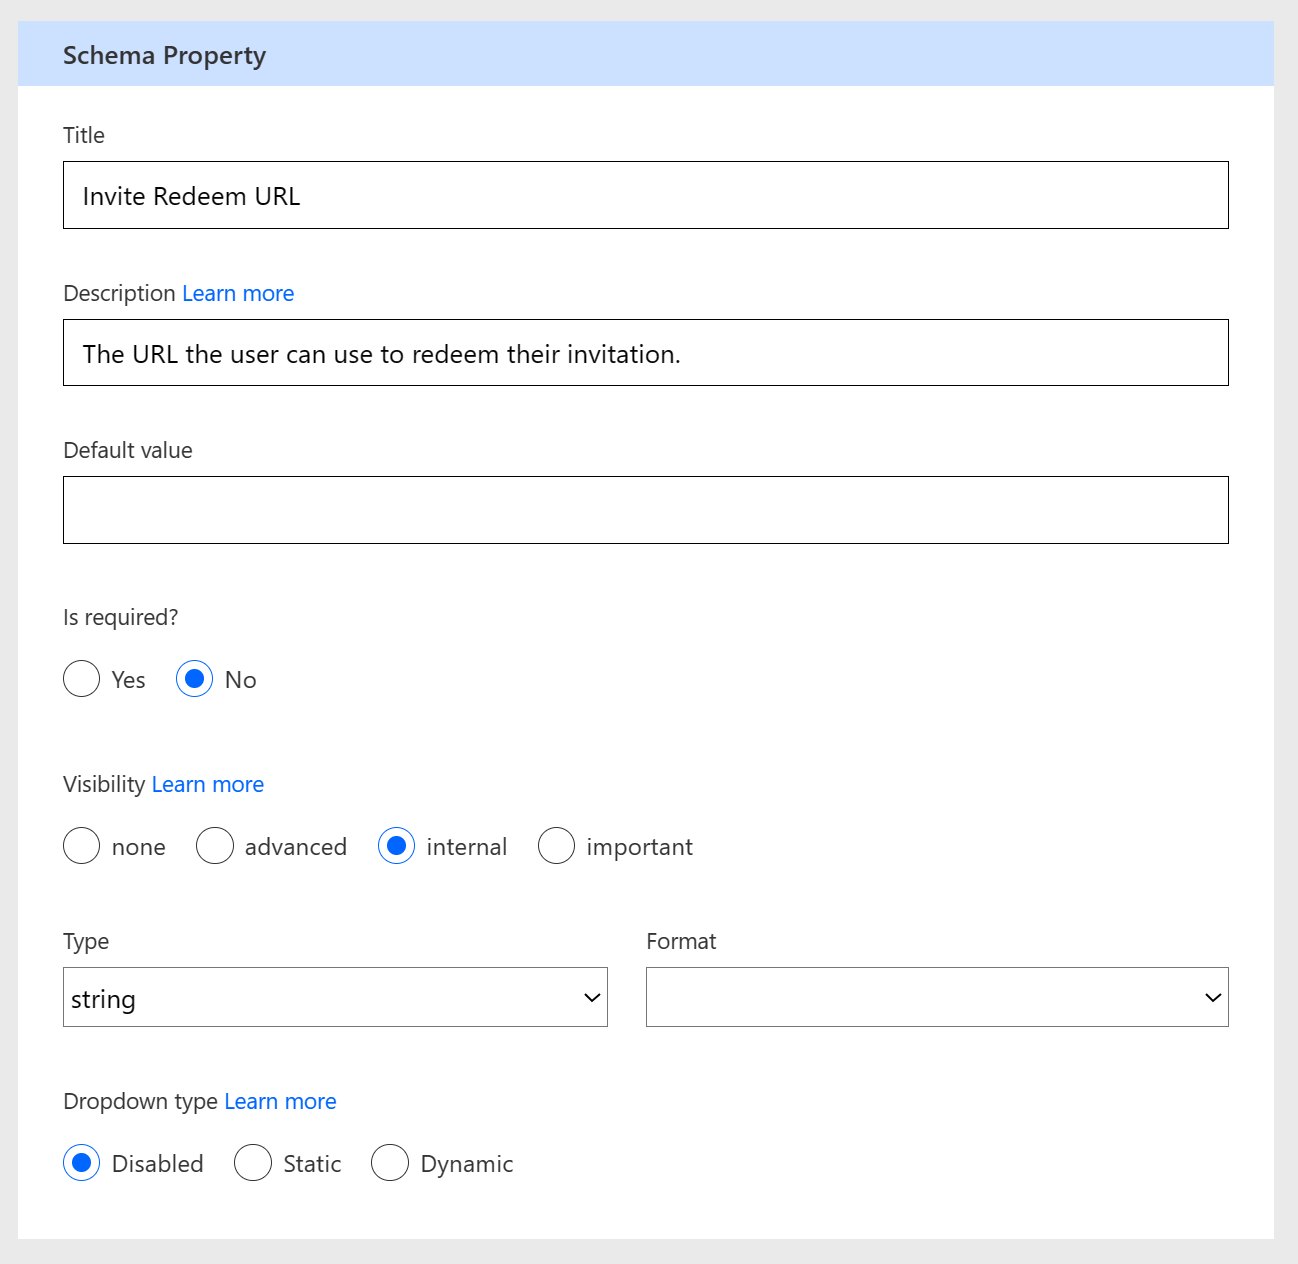 Schema Property
Title
Invite Redeem URL
Description Learn more
The URL the user can use to redeem their invitation.
Default value
Is required?
Yes No
Visibility Learn more
none advanced internal important
Type Format
string
Dropdown type Learn more
Disabled Static Dynamic